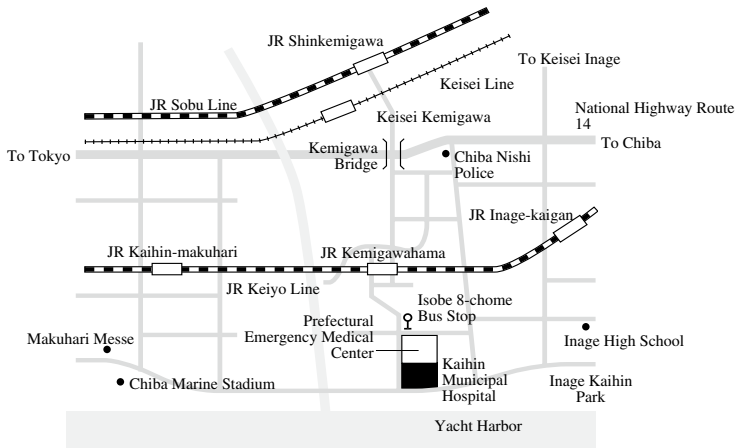 JR Shinkemigawa
To Keisei Inage
Keisei Line
JR Sobu Line
National Highway Route
14
Keisei Kemigawa
To Chiba
To Tokyo
Kemigawa
Bridge
Chiba Nishi
Police
JR Inage-kaigan
JR Kaihin-makuhari
JR Kemigawahama
JR Keiyo Line
Isobe 8-chome
Bus Stop
Prefectural
Emergency Medical
Center
Makuhari Messe
Inage High School
Kaihin
Municipal
Hospital
Chiba Marine Stadium
Inage Kaihin
Park
Yacht Harbor